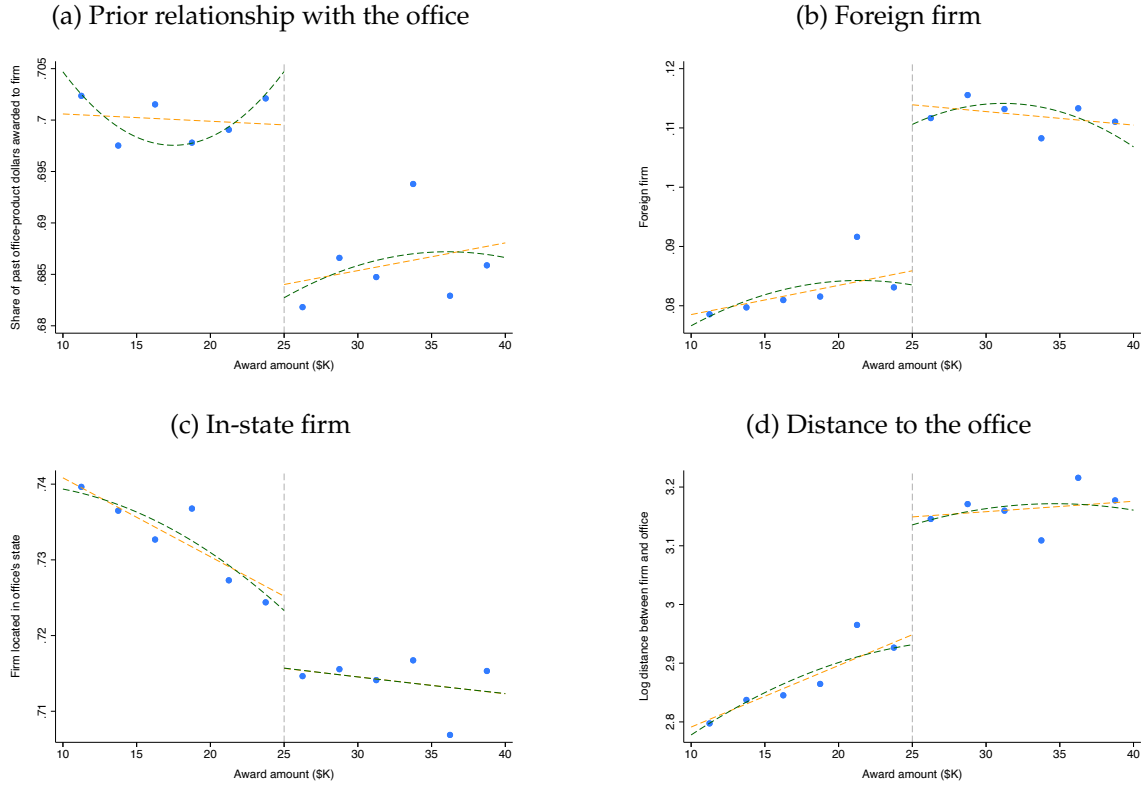 (a) Prior relationship with the office
Share of past office-product dollars awarded to firm
.705
.7
.695
.69
.685
.68
10 15 20 25 30 35 40
Award amount ($K)
(b) Foreign firm
Foreign firm
.12
.11
.1
.09
.08
10 15 20 25 30 35 40
Award amount ($K)
(c) In-state firm
Firm located in office's state
.74
.73
.72
.71
10 15 20 25 30 35 40
Award amount ($K)
(d) Distance to the office
Log distance between firm and office
3.2
3.1
3
2.9
2.8
10 15 20 25 30 35 40
Award amount ($K)